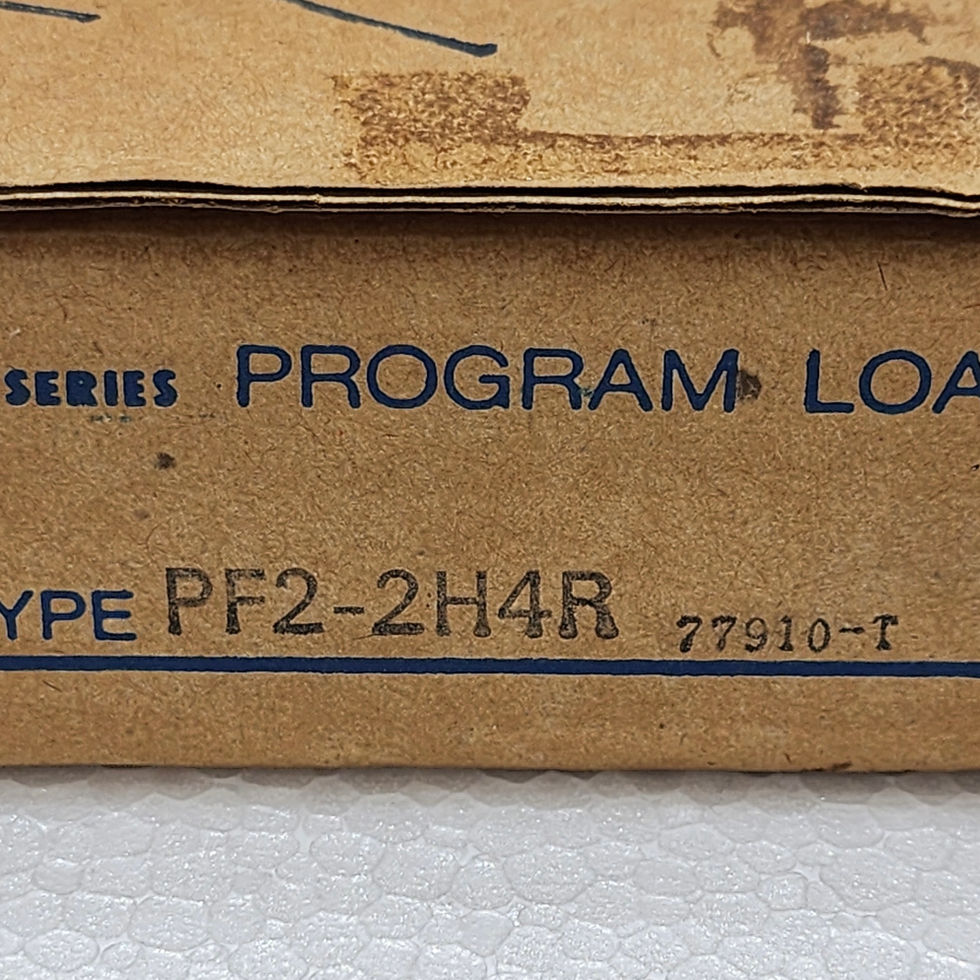 SERIES PROGRAM LOA
YPE PF2-2H4R 77910-T